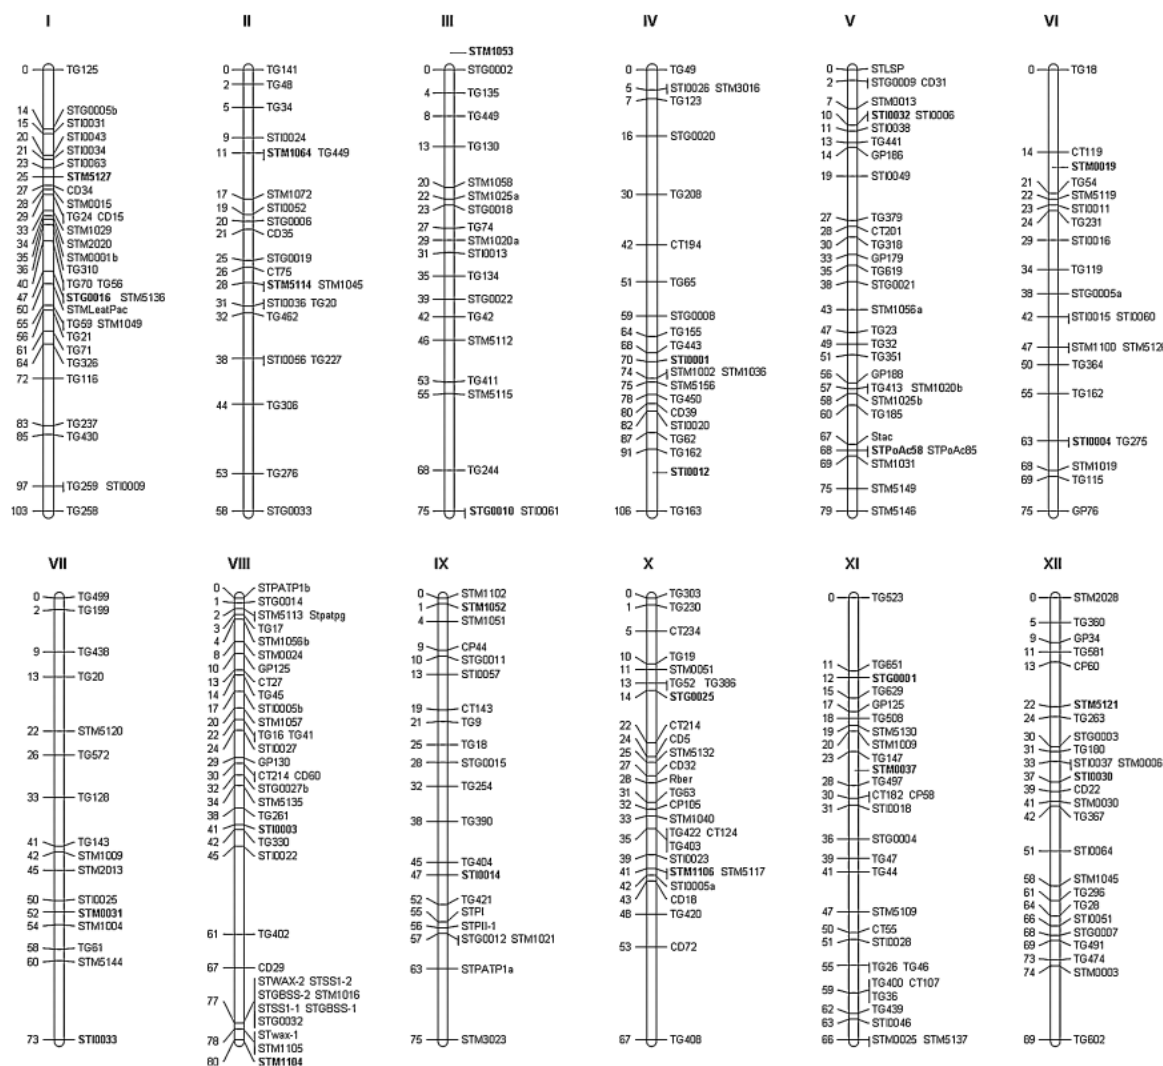 I
0 TG125
14 STG0005b
15 STI0031
20 STI0043
21 STI0034
23 STI0063
25 STM5127
27 CD34
28 STM0015
29 TG24 CD15
33 STM1029
34 STM2020
35 STM0001b
36 TG310
40 TG70 TG56
47 STG0016 STM5136
50 STMLeatPac
55 TG59 STM1049
56 TG21
61 TG71
64 TG326
72 TG116
83 TG237
85 TG430
97 TG259 STI0009
103 TG258
II
0 TG141
2 TG48
5 TG34
9 STI0024
11 STM1064 TG449
17 STM1072
19 STI0052
20 STG0006
21 CD35
25 STG0019
26 CT75
28 STM5114 STM1045
31 STI0036 TG20
32 TG462
38 STI0056 TG227
44 TG306
53 TG276
58 STG0033
III
STM1053
0 STG0002
4 TG135
8 TG449
13 TG130
20 STM1058
22 STM1025a
23 STG0018
27 TG74
29 STM1020a
31 STI0013
35 TG134
39 STG0022
42 TG42
46 STM5112
53 TG411
55 STM5115
68 TG244
75 STG0010 STI0061
IV
0 TG49
5 STI0026 STM3016
7 TG123
16 STG0020
30 TG208
42 CT194
51 TG65
59 STG0008
64 TG155
68 TG443
70 STI0001
74 STM1002 STM1036
75 STM5156
78 TG450
80 CD39
82 STI0020
87 TG62
91 TG162
STI0012
106 TG163
V
0 STLSP
2 STG0009 CD31
7 STM0013
10 STI0032 STI0006
11 STI0038
13 TG441
14 GP186
19 STI0049
27 TG379
28 CT201
30 TG318
33 GP179
35 TG619
38 STG0021
43 STM1056a
47 TG23
49 TG32
51 TG351
56 GP188
57 TG413 STM1020b
58 STM1025b
60 TG185
67 Stac
68 STPoAc58 STPoAc85
69 STM1031
75 STM5149
79 STM5146
VI
0 TG18
14 CT119
STM0019
21 TG54
22 STM5119
23 STI0011
24 TG231
29 STI0016
34 TG119
38 STG0005a
42 STI0015 STI0060
47 STM1100
50 TG364
55 TG162
63 STI0004 TG275
68 STM1019
69 TG115
75 GP76
VII
0 TG499
2 TG199
9 TG438
13 TG20
22 STM5120
26 TG572
33 TG128
41 TG143
42 STM1009
45 STM2013
50 STI0025
52 STM0031
54 STM1004
58 TG61
60 STM5144
73 STI0033
VIII
0 STPATP1b
1 STG0014
2 STM5113 Stpatpg
3 TG17
4 STM1056b
8 STM0024
10 GP125
13 CT27
14 TG45
17 STI0005b
20 STM1057
22 TG16 TG41
24 STI0027
29 GP130
30 CT214 CD60
32 STG0027b
34 STM5135
38 TG261
41 STI0003
42 TG330
45 STI0022
61 TG402
67 CD29
STWAX-2 STSS1-2
77 STGBSS-2 STM1016
STSS1-1 STGBSS-1
STG0032
78 STwax-1
STM1105
80 STM1104
IX
0 STM1102
1 STM1052
4 STM1051
9 CP44
10 STG0011
13 STI0057
19 CT143
21 TG9
25 TG18
28 STG0015
32 TG254
38 TG390
45 TG404
47 STI0014
52 TG421
55 STPI
56 STPII-1
57 STG0012 STM1021
63 STPATP1a
75 STM3023
X
0 TG303
1 TG230
5 CT234
10 TG19
11 STM0051
13 TG52 TG386
14 STG0025
22 CT214
24 CD5
25 STM5132
27 CD32
28 Rber
31 TG63
32 CP105
33 STM1040
35 TG422 CT124
TG403
39 STI0023
41 STM1106 STM5117
42 STI0005a
43 CD18
48 TG420
53 CD72
67 TG408
XI
0 TG523
11 TG651
12 STG0001
15 TG629
17 GP125
18 TG508
19 STM5130
20 STM1009
23 TG147
STM0037
28 TG497
30 CT182 CP58
31 STI0018
36 STG0004
39 TG47
41 TG44
47 STM5109
50 CT55
51 STI0028
55 TG26 TG46
59 TG400 CT107
TG36
62 TG439
63 STI0046
66 STM0025 STM5137
XII
0 STM2028
5 TG360
9 GP34
11 TG581
13 CP60
22 STM5121
24 TG263
30 STG0003
31 TG180
33 STI0037 STM0006
37 STI0030
39 CD22
41 STM0030
42 TG367
51 STI0064
58 STM1045
61 TG296
64 TG28
66 STI0051
68 STG0007
69 TG491
73 TG474
74 STM0003
69 TG602